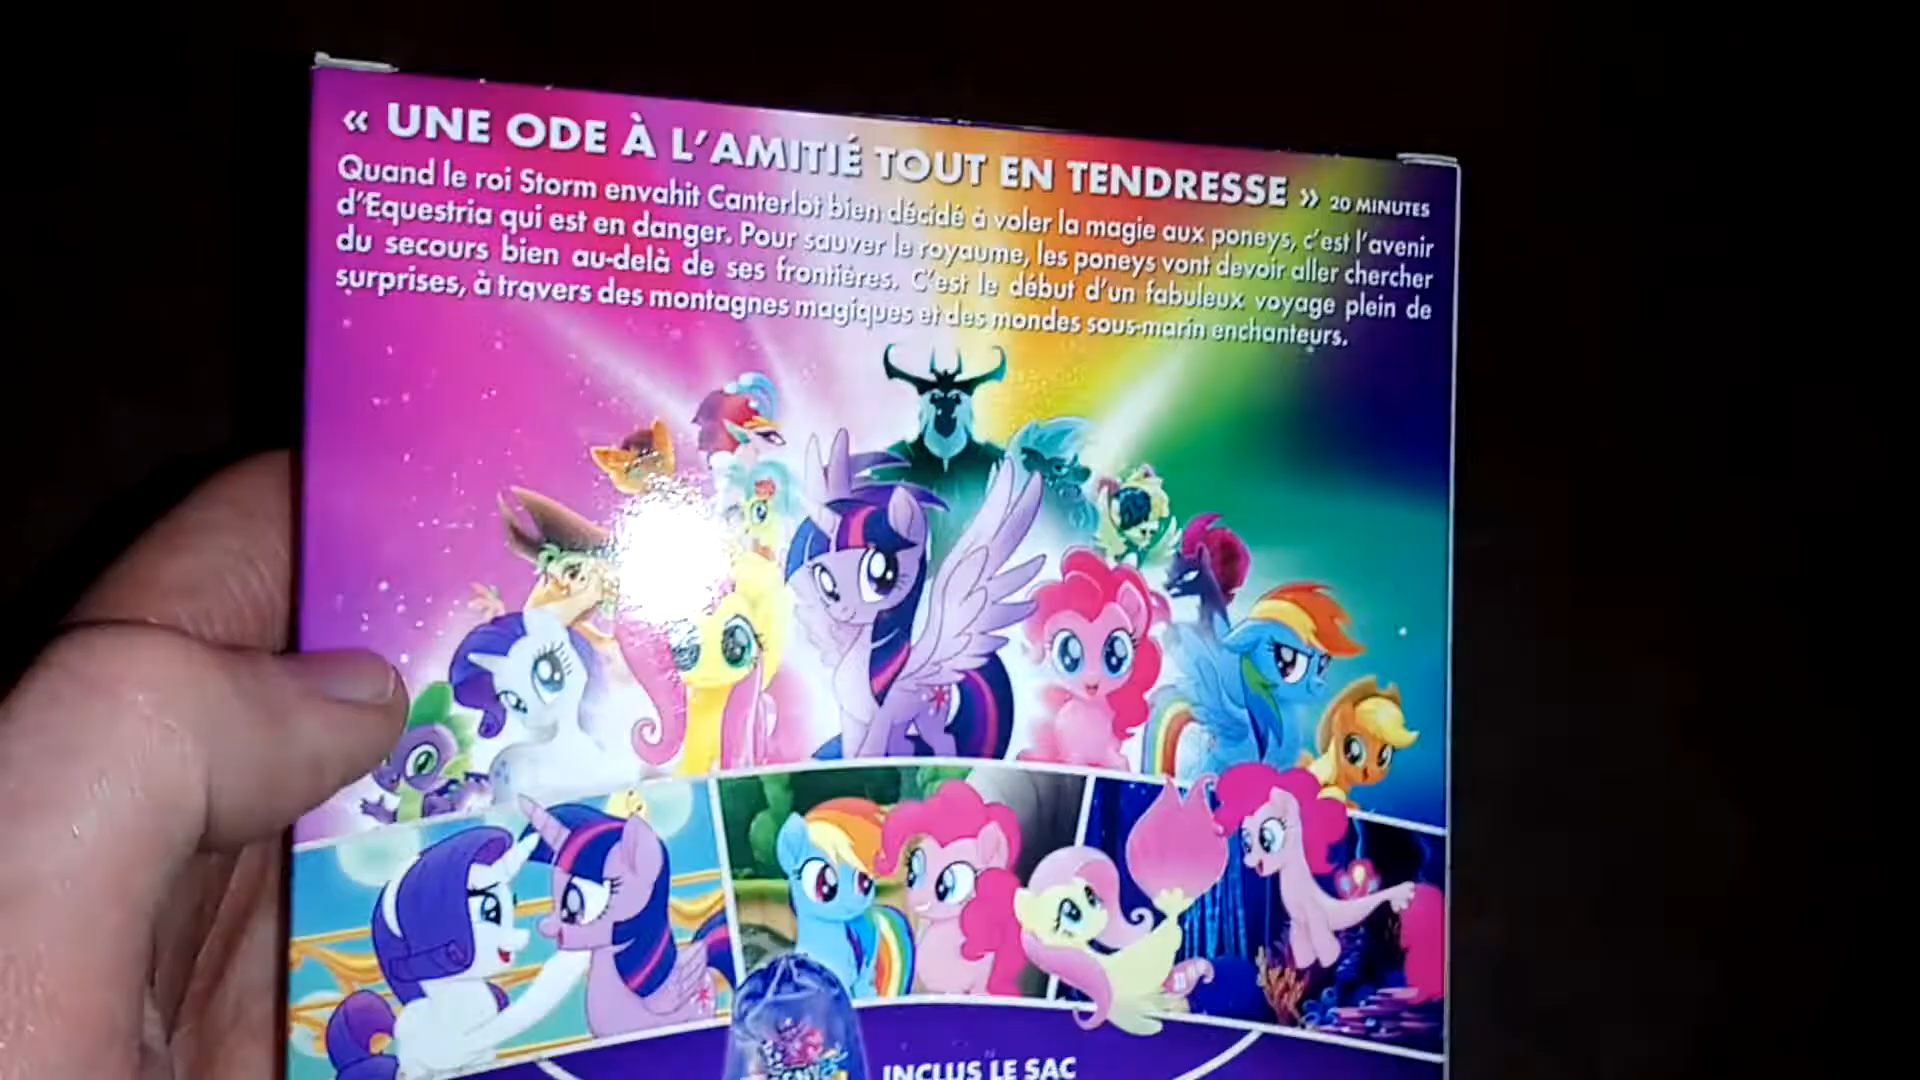 « UNE ODE À L'AMITIÉ TOUT EN TENDRESSE » 20 MINUTES
Quand le roi Storm envahit Canterlot bien décidé à voler la magie aux poneys, c'est l'avenir
d'Equestria qui est en danger. Pour sauver le royaume, les poneys vont devoir aller chercher
du secours bien au-delà de ses frontières. C'est le début d'un fabuleux voyage plein de
surprises, à travers des montagnes magiques et des mondes sous-marin enchanteurs.
INCLUS LE SAC